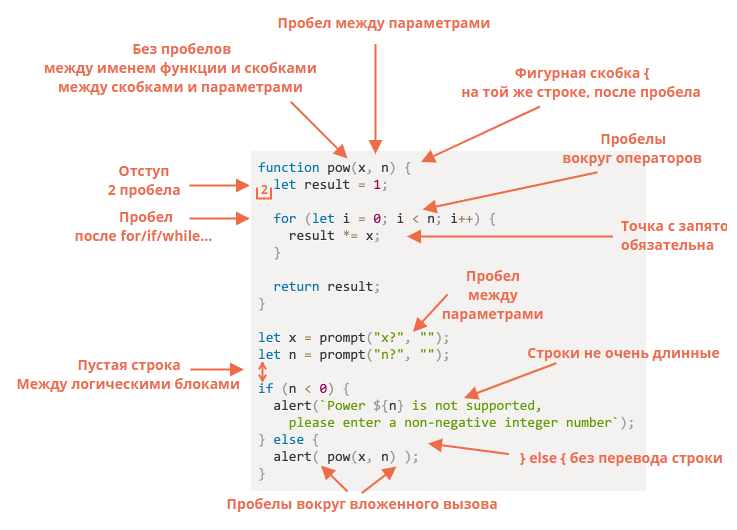 Пробел между параметрами
Без пробелов
между именем функции и скобками
между скобками и параметрами
Фигурная скобка {
на той же строке, после пробела
Пробелы
вокруг операторов
Отступ
2 пробела
Пробел
после for/if/while...
Точка с запято
обязательна
function pow(x, n) {
2
let result = 1;
for (let i = 0; i < n; i++) {
result *= x;
}
return result;
}
Пробел
между
параметрами
let x = prompt("x?", "");
let n = prompt("n?", "");
Пустая строка
Между логическими блоками
Строки не очень длинные
if (n < 0) {
alert(`Power ${n} is not supported,
please enter a non-negative integer number`);
} else {
alert( pow(x, n) );
}
} else { без перевода строки
Пробелы вокруг вложенного вызова